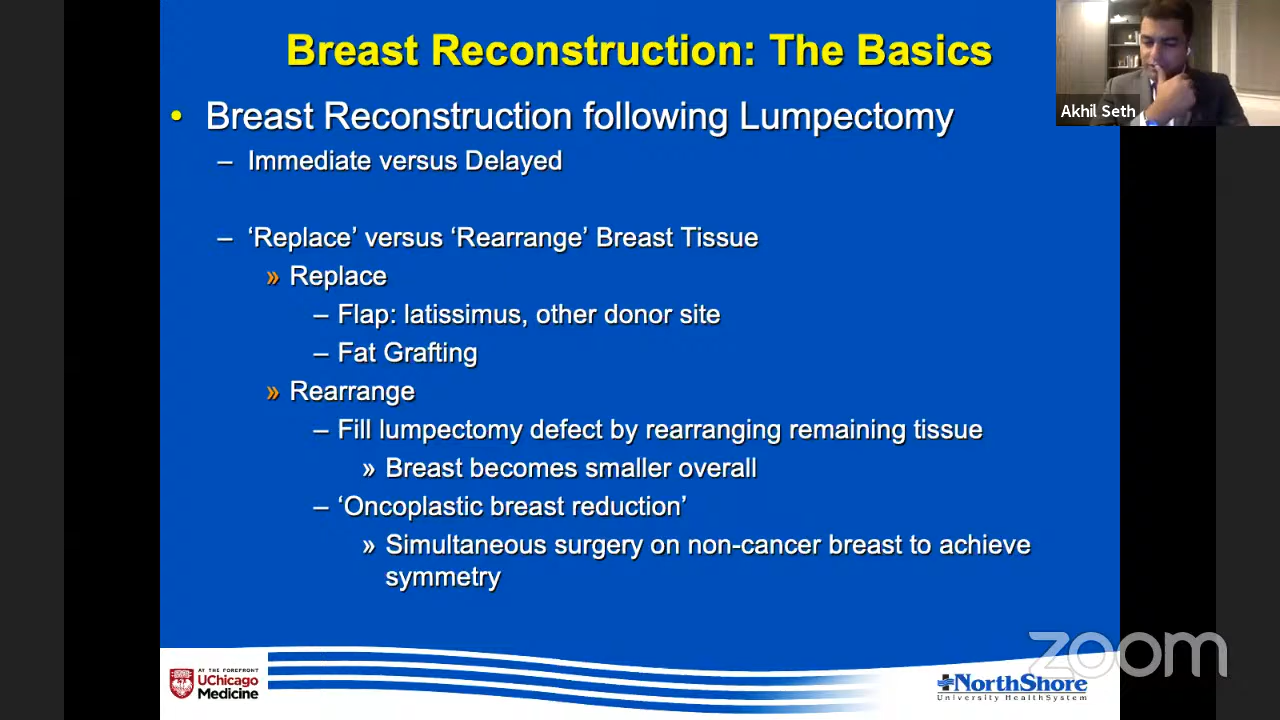 Breast Reconstruction: The Basics
Akhil Seth
• Breast Reconstruction following Lumpectomy
– Immediate versus Delayed
– ‘Replace’ versus ‘Rearrange’ Breast Tissue
» Replace
– Flap: latissimus, other donor site
– Fat Grafting
» Rearrange
– Fill lumpectomy defect by rearranging remaining tissue
» Breast becomes smaller overall
– ‘Oncoplastic breast reduction’
» Simultaneous surgery on non-cancer breast to achieve
symmetry
zoom
AT THE FOREFRONT
UChicago
Medicine
NorthShore
University HealthSystem